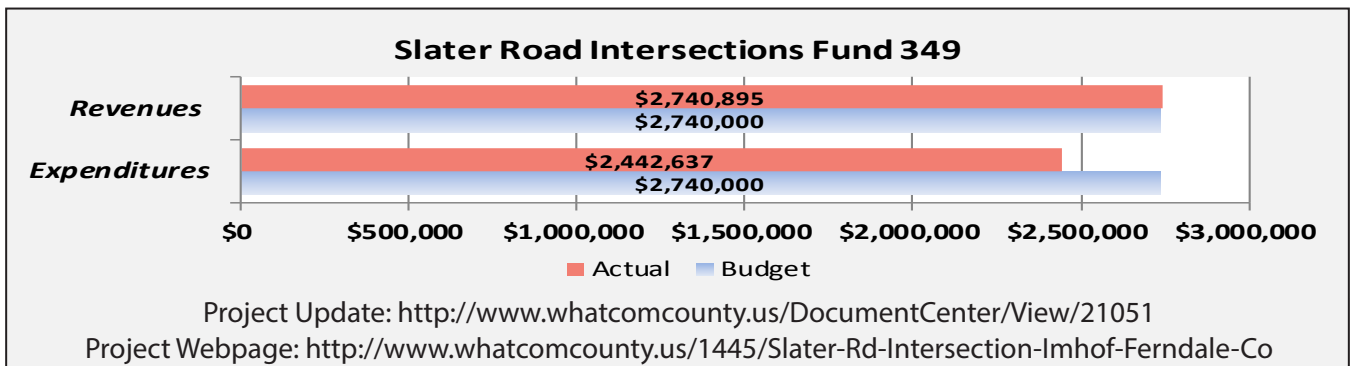 Slater Road Intersections Fund 349
Revenues
$2,740,895
$2,740,000
Expenditures
$2,442,637
$2,740,000
$0 $500,000 $1,000,000 $1,500,000 $2,000,000 $2,500,000 $3,000,000
Actual Budget
Project Update: http://www.whatcomcounty.us/DocumentCenter/View/21051
Project Webpage: http://www.whatcomcounty.us/1445/Slater-Rd-Intersection-Imhof-Ferndale-Co